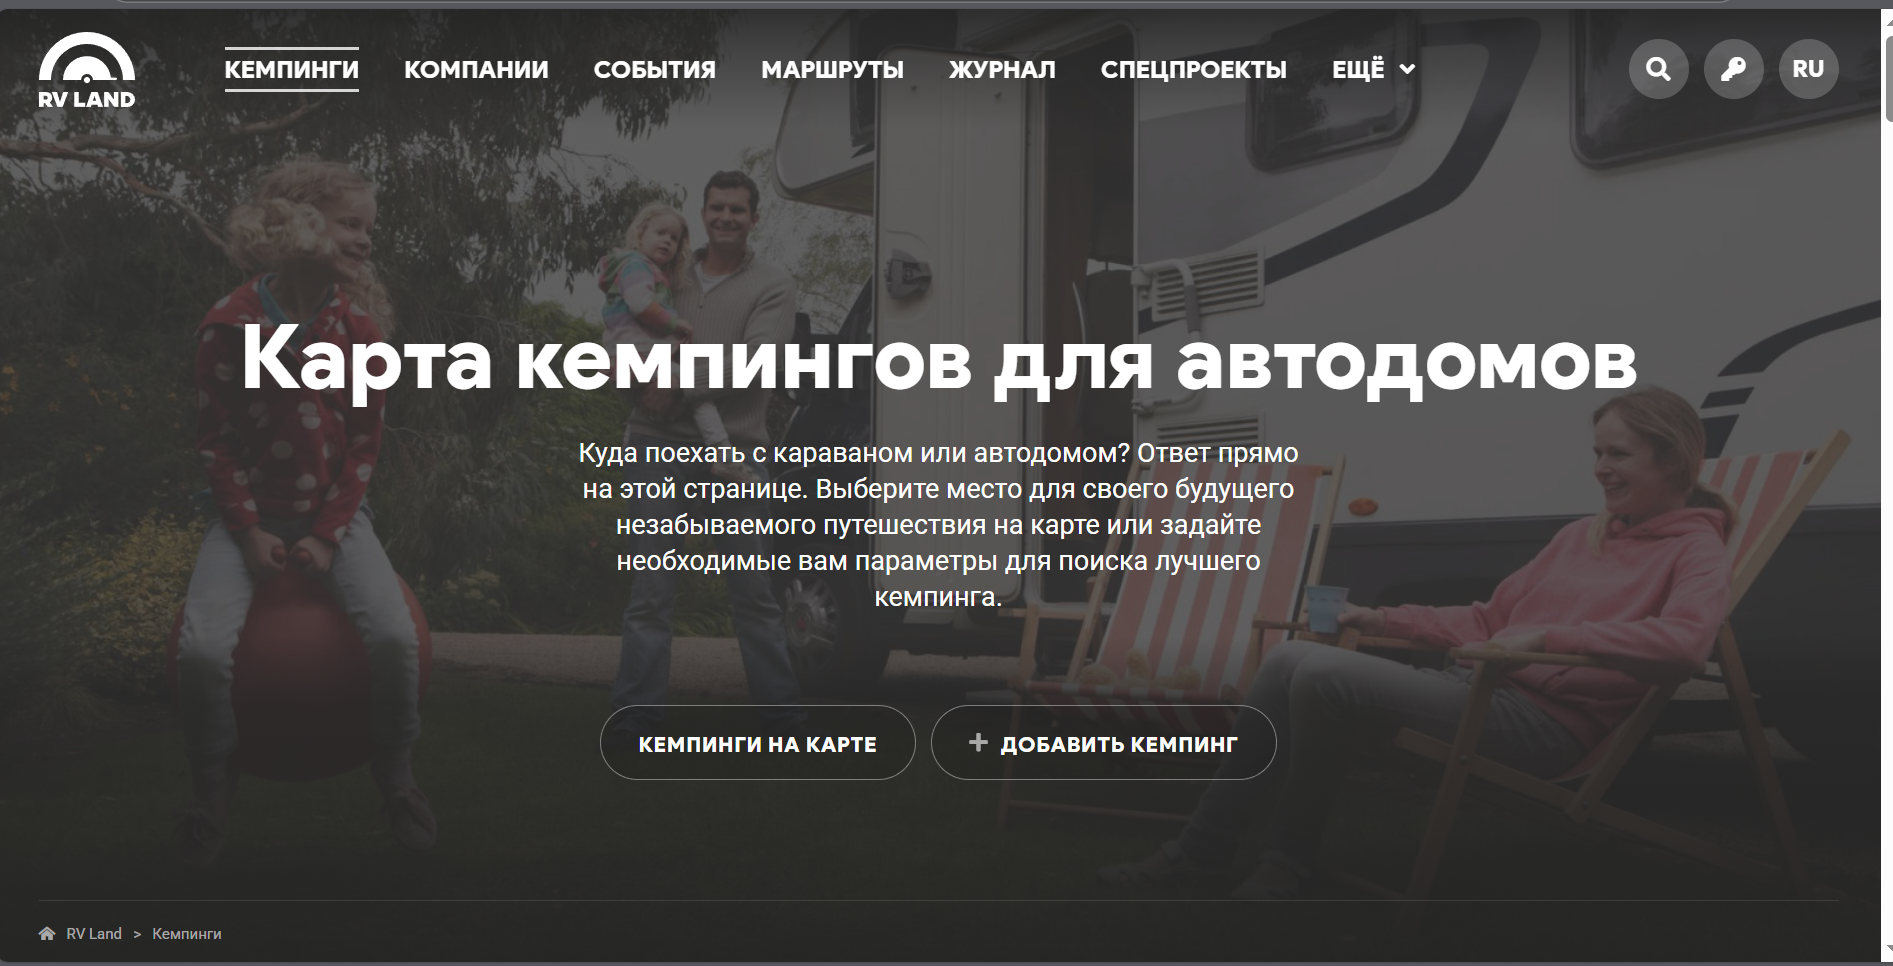 RV LAND
КЕМПИНГИ КОМПАНИИ СОБЫТИЯ МАРШРУТЫ ЖУРНАЛ СПЕЦПРОЕКТЫ ЕЩЁ RU
Карта кемпингов для автодомов
Куда поехать с караваном или автодомом? Ответ прямо
на этой странице. Выберите место для своего будущего
незабываемого путешествия на карте или задайте
необходимые вам параметры для поиска лучшего
кемпинга.
КЕМПИНГИ НА КАРТЕ + ДОБАВИТЬ КЕМПИНГ
RV Land > Кемпинги